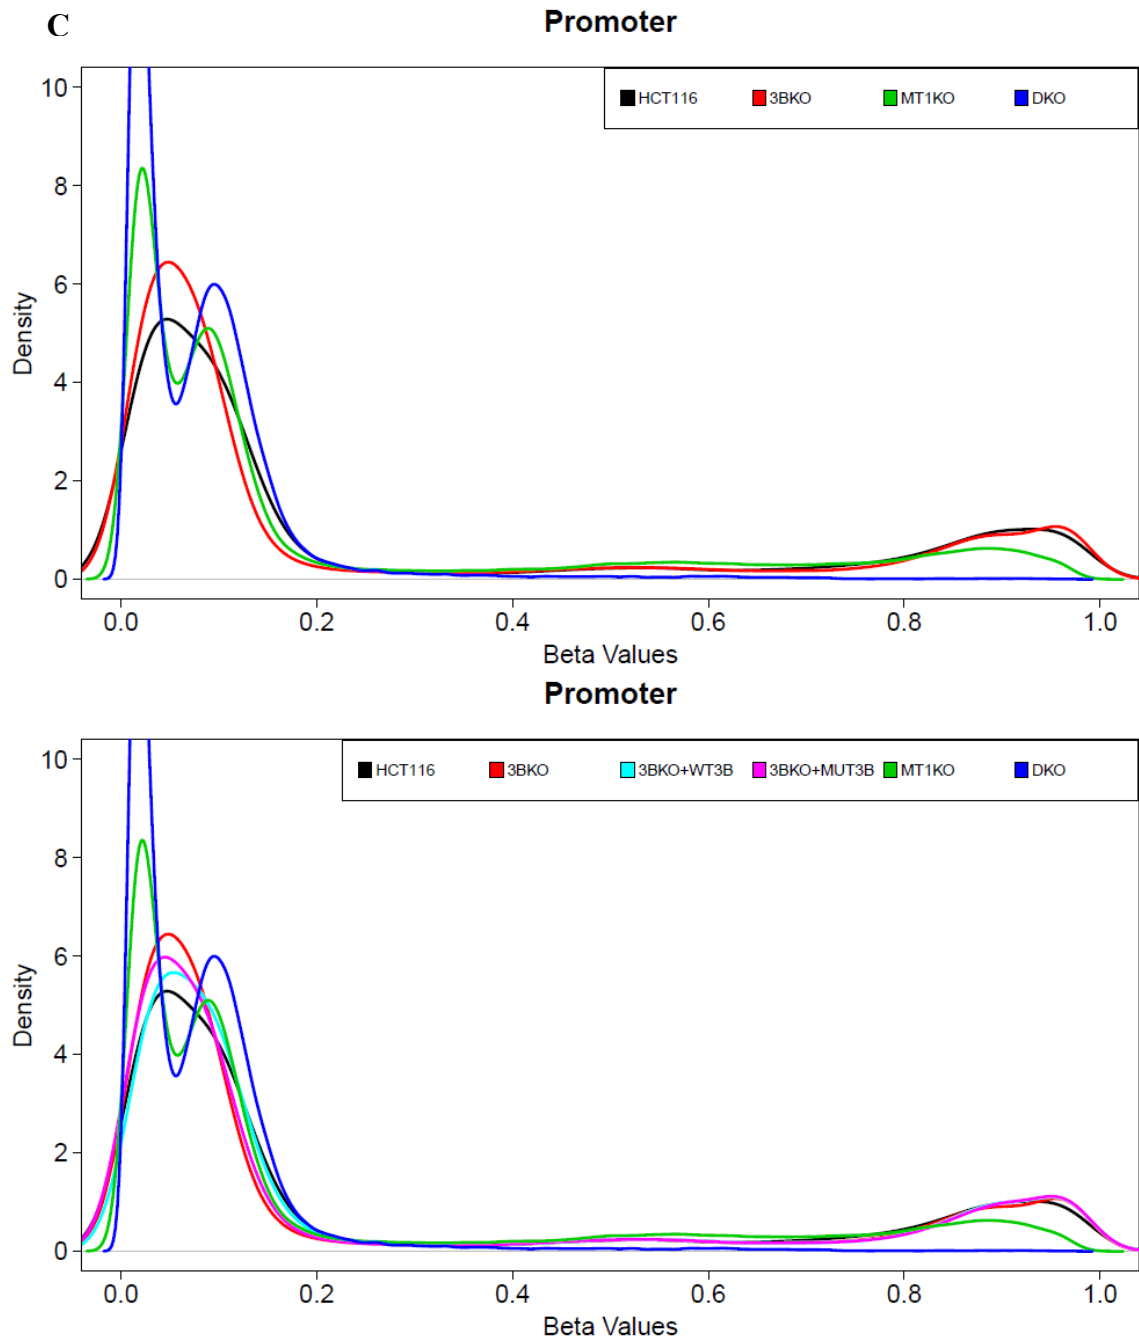 C
Promoter
HCT116 3BKO MT1KO DKO
10
8
6
4
2
0
Density
0.0 0.2 0.4 0.6 0.8 1.0
Beta Values
Promoter
HCT116 3BKO 3BKO+WT3B 3BKO+MUT3B MT1KO DKO
10
8
6
4
2
0
Density
0.0 0.2 0.4 0.6 0.8 1.0
Beta Values